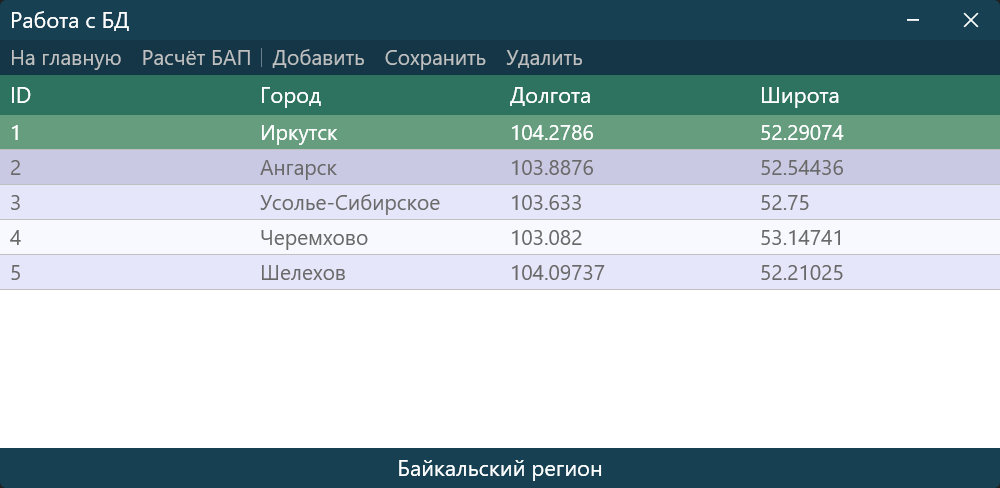 Работа с БД
На главную Расчёт БАП Добавить Сохранить Удалить
ID Город Долгота Широта
1 Иркутск 104.2786 52.29074
2 Ангарск 103.8876 52.54436
3 Усолье-Сибирское 103.633 52.75
4 Черемхово 103.082 53.14741
5 Шелехов 104.09737 52.21025
Байкальский регион